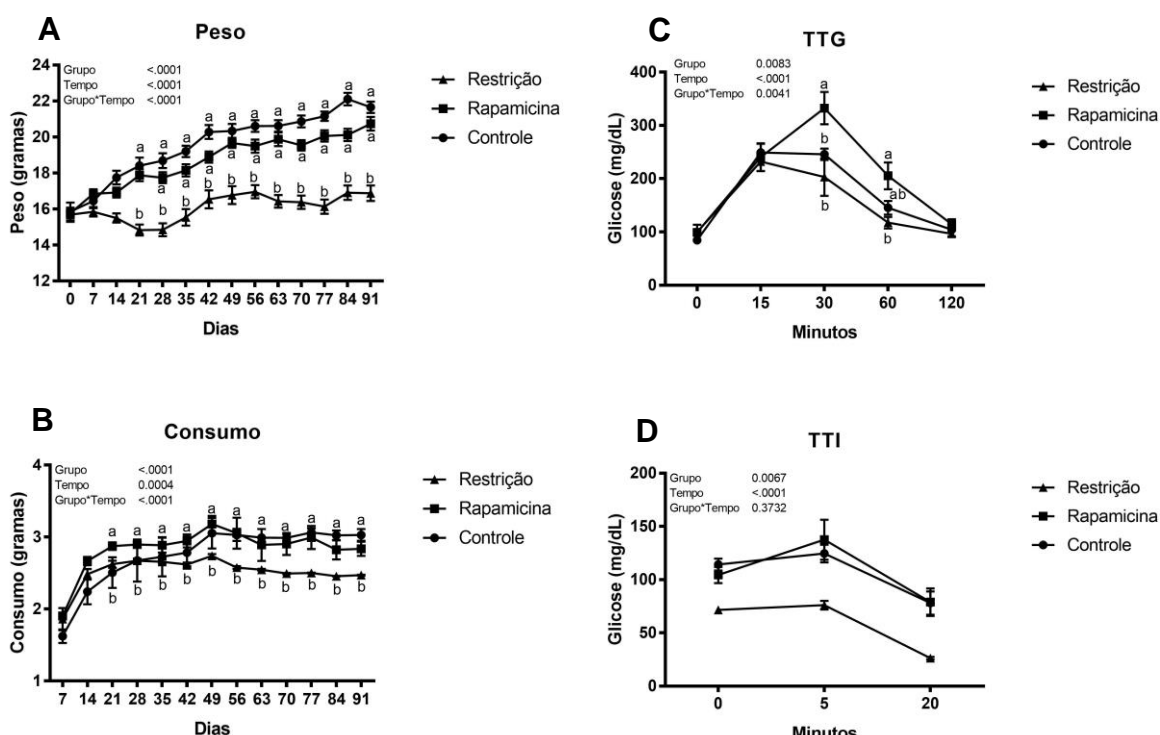 A
Peso
Grupo <.0001
Tempo <.0001
Grupo*Tempo <.0001
Peso (gramas)
24
22
20
18
16
14
12
a a a a a a a a a a a
a a a a a a a a a a
b b b b b b b b b b b
0 7 14 21 28 35 42 49 56 63 70 77 84 91
Dias
Restrição
Rapamicina
Controle
C
TTG
Grupo 0.0083
Tempo <.0001
Grupo*Tempo 0.0041
Glicose (mg/dL)
400
300
200
100
0
a
b
b
a
ab
b
0 15 30 60 120
Minutos
Restrição
Rapamicina
Controle
B
Consumo
Grupo <.0001
Tempo 0.0004
Grupo*Tempo <.0001
Consumo (gramas)
4
3
2
1
a a a a a a a a a a a
b b b b b b b b b b b
7 14 21 28 35 42 49 56 63 70 77 84 91
Dias
Restrição
Rapamicina
Controle
D
TTI
Grupo 0.0067
Tempo <.0001
Grupo*Tempo 0.3732
Glicose (mg/dL)
200
150
100
50
0
0 5 20
Minutos
Restrição
Rapamicina
Controle